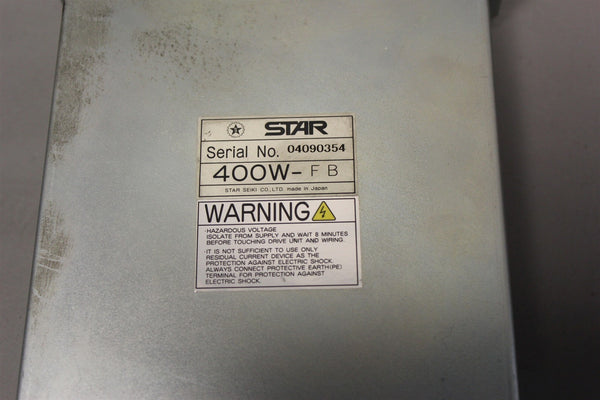 STAR
Serial No. 04090354
400W-FB
STAR SEIKI CO.,LTD. made in Japan
WARNING
·HAZARDOUS VOLTAGE
ISOLATE FROM SUPPLY AND WAIT 8 MINUTES
BEFORE TOUCHING DRIVE UNIT AND WIRING.
·IT IS NOT SUFFICIENT TO USE ONLY
RESIDUAL CURRENT DEVICE AS THE
PROTECTION AGAINST ELECTRIC SHOCK.
ALWAYS CONNECT PROTECTIVE EARTH(PE)
TERMINAL FOR PROTECTION AGAINST
ELECTRIC SHOCK.